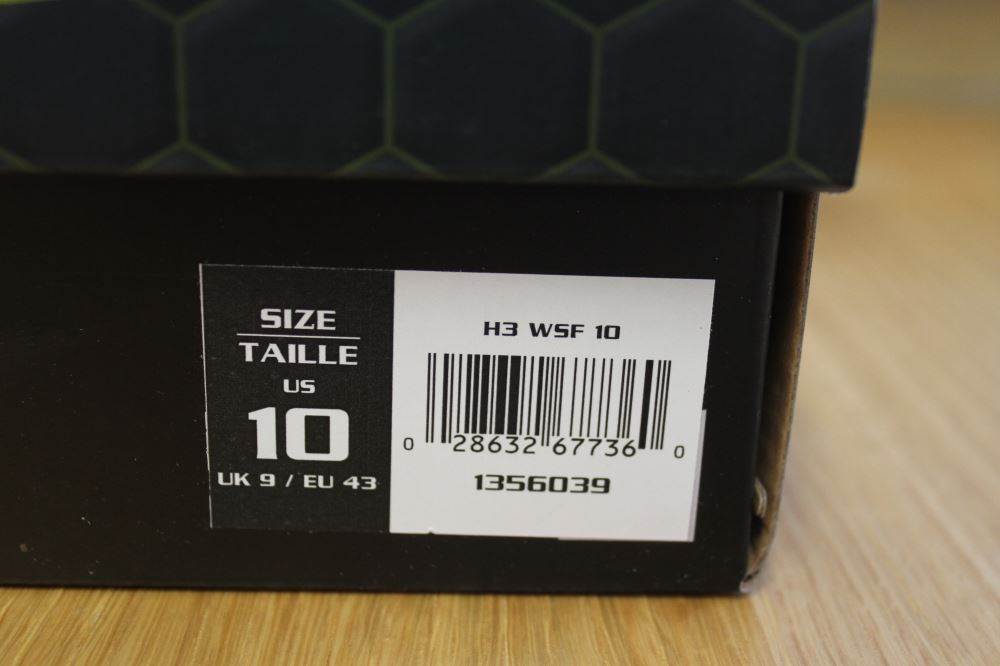 SIZE
TAILLE
US
10
UK 9 / EU 43
H3 WSF 10
0 28632 67736 0
1356039